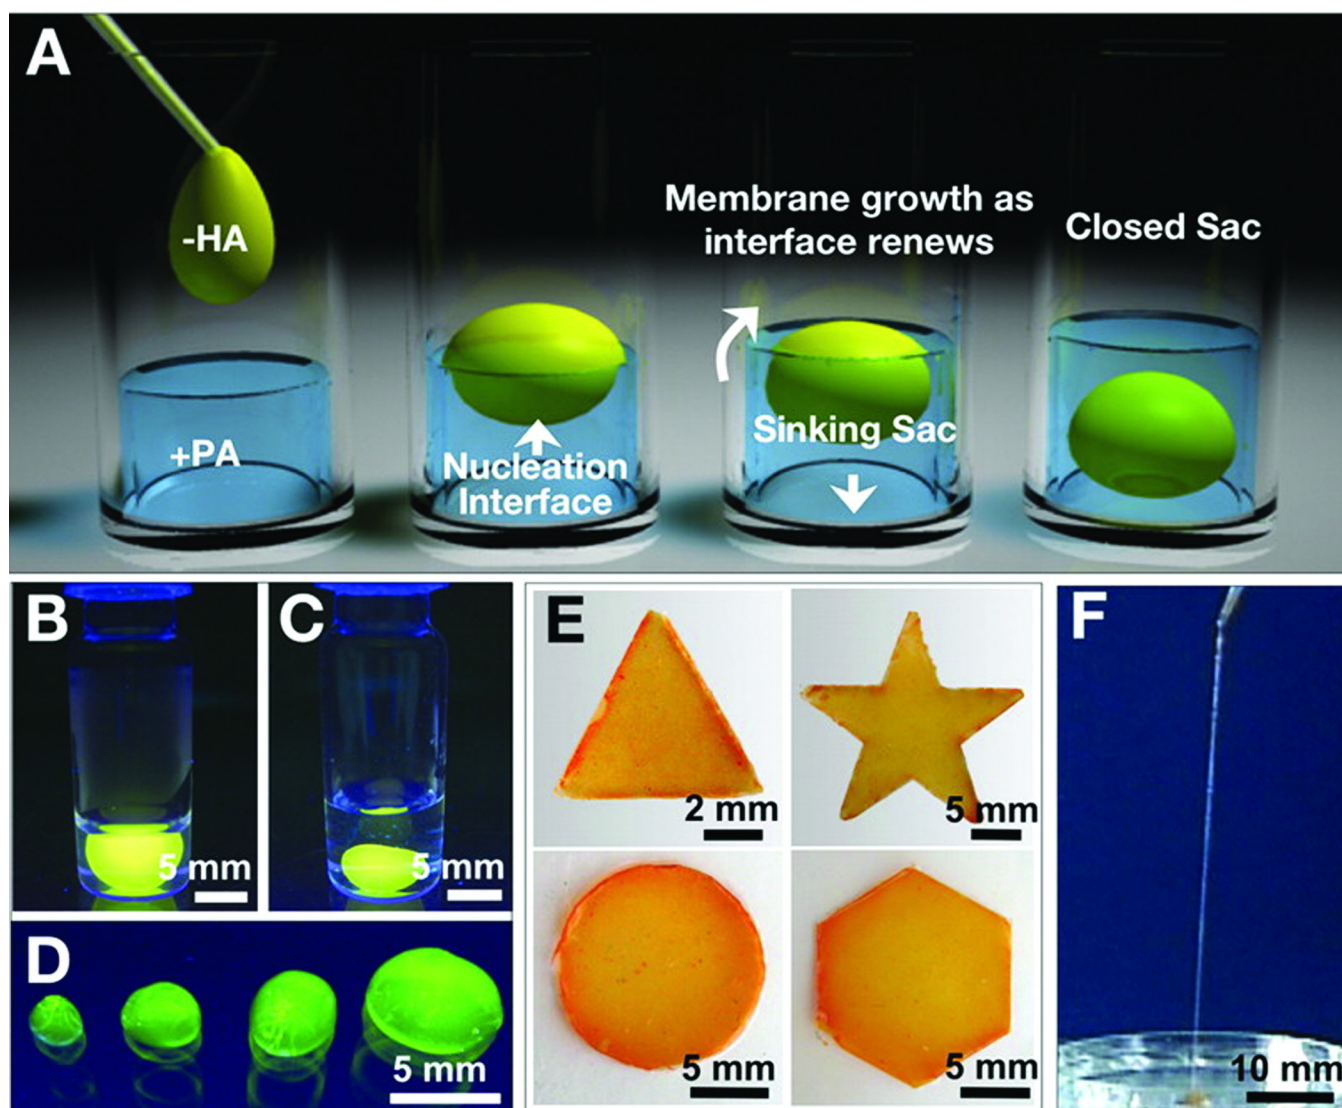 A
-HA
+PA
Nucleation
Interface
Membrane growth as
interface renews
Sinking Sac
Closed Sac
B
5 mm
C
5 mm
D
5 mm
E
2 mm
5 mm
5 mm
5 mm
F
10 mm